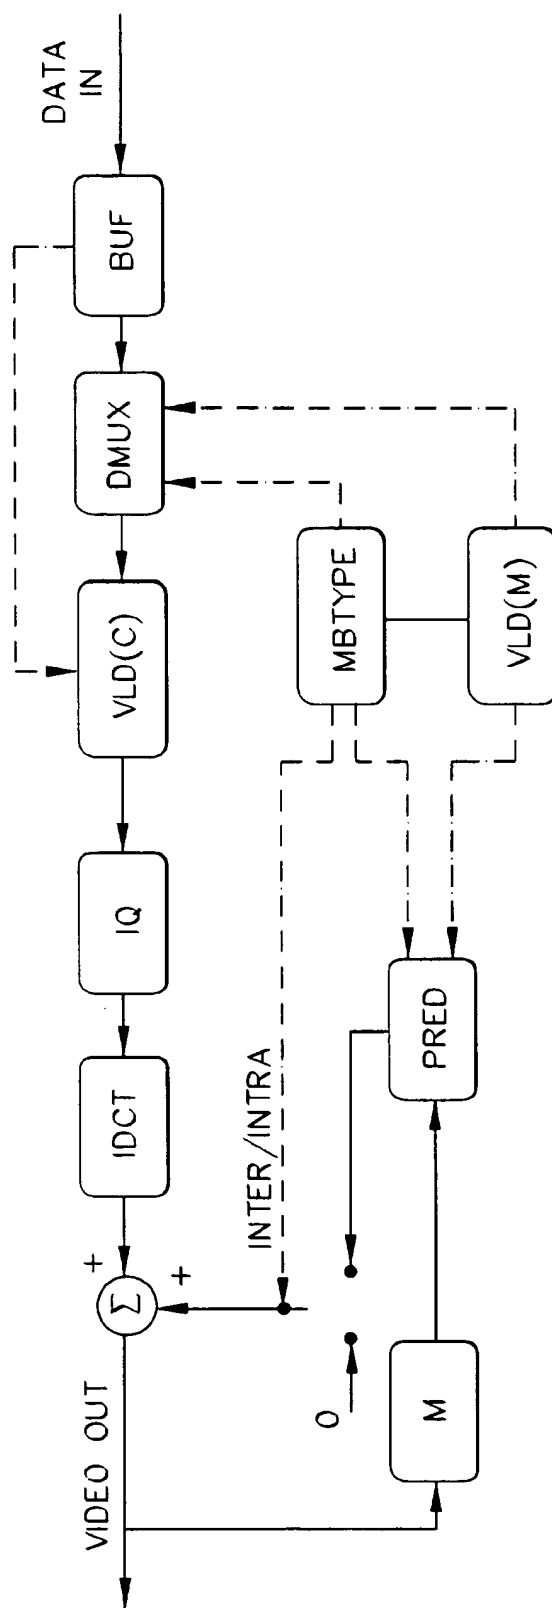 DATA
IN
BUF
DMUX
VLD(C)
IQ
IDCT
+
Σ
+
VIDEO OUT
INTER/INTRA
MBTYPE
VLD(M)
PRED
0
M